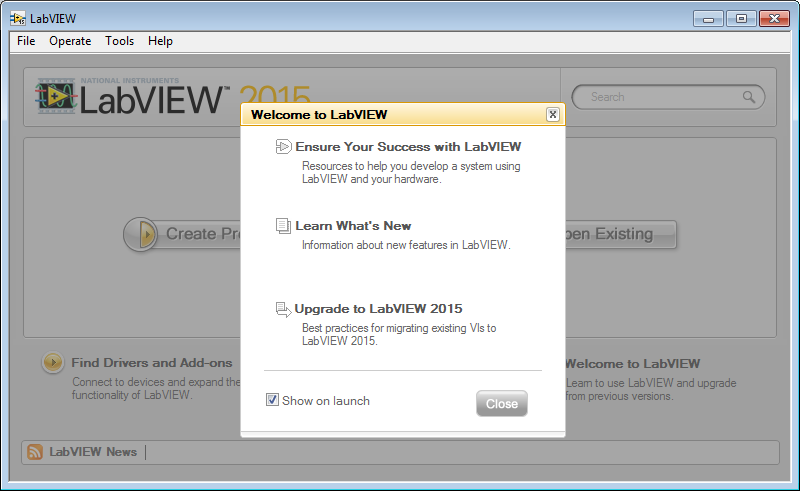 LabVIEW
File Operate Tools Help
NATIONAL INSTRUMENTS
LabVIEW™ 2015
Search
Welcome to LabVIEW
Ensure Your Success with LabVIEW
Resources to help you develop a system using
LabVIEW and your hardware.
Learn What's New
Information about new features in LabVIEW.
Upgrade to LabVIEW 2015
Best practices for migrating existing VIs to
LabVIEW 2015.
Show on launch
Close
Create Pro
pen Existing
Find Drivers and Add-ons
Connect to devices and expand the
functionality of LabVIEW.
Welcome to LabVIEW
Learn to use LabVIEW and upgrade
from previous versions.
LabVIEW News